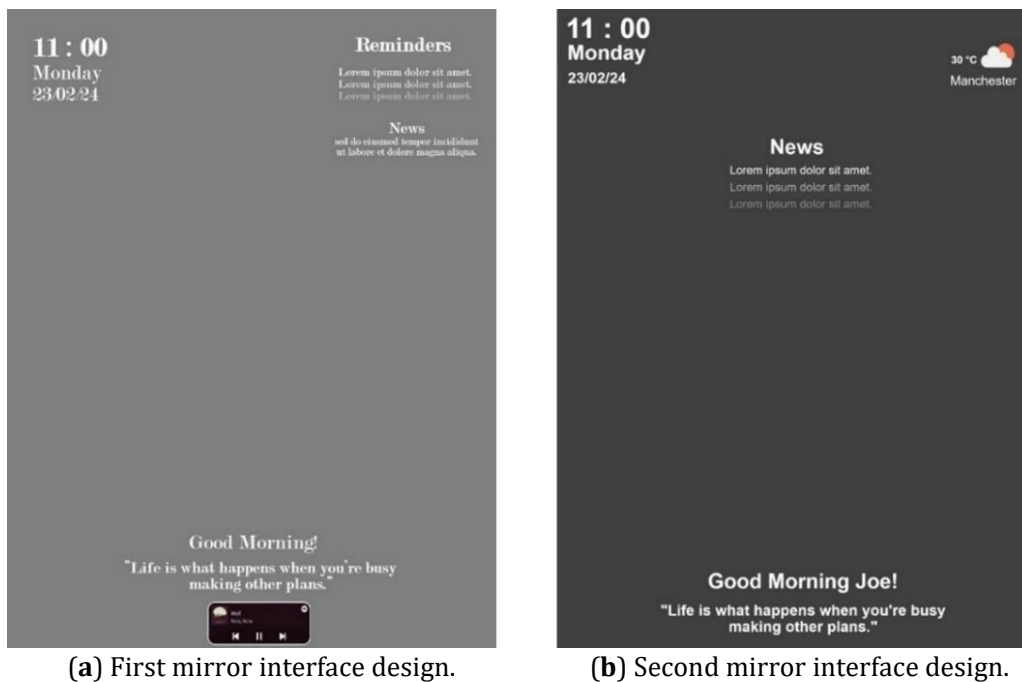 11 : 00
Monday
23/02/24
Reminders
Lorem ipsum dolor sit amet.
Lorem ipsum dolor sit amet.
Lorem ipsum dolor sit amet.
News
sed do eiusmod tempor incididunt
ut labore et dolore magna aliqua.
Good Morning!
"Life is what happens when you're busy
making other plans."
(a) First mirror interface design.
11 : 00
Monday
23/02/24
30 °C
Manchester
News
Lorem ipsum dolor sit amet.
Lorem ipsum dolor sit amet.
Lorem ipsum dolor sit amet.
Good Morning Joe!
"Life is what happens when you're busy
making other plans."
(b) Second mirror interface design.